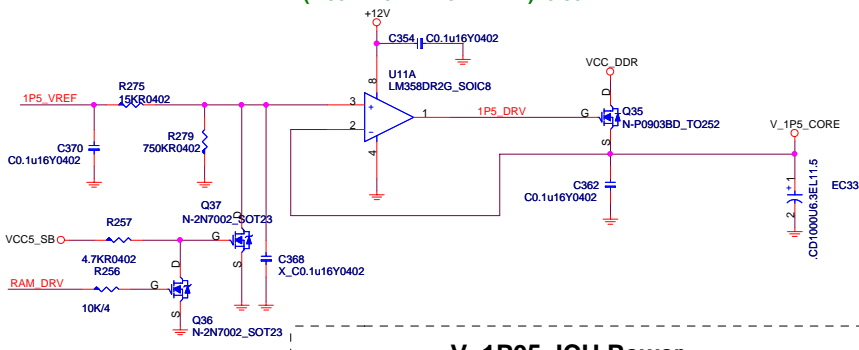 +12V
C354
C0.1u16Y0402
U11A
LM358DR2G_SOIC8
VCC_DDR
8
R275
15KR0402
1P5_VREF
3
+
1
1P5_DRV
D
G
Q35
N-P0903BD_TO252
2
-
S
V_1P5_CORE
C370
C0.1u16Y0402
R279
750KR0402
4
C362
C0.1u16Y0402
1
+
2
.CD1000U6.3EL11.5
EC33
Q37
N-2N7002_SOT23
D
G
S
R257
VCC5_SB
4.7KR0402
R256
D
RAM_DRV
G
10K/4
S
C368
X_C0.1u16Y0402
Q36
N-2N7002_SOT23